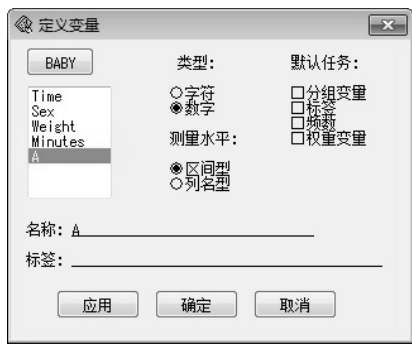 定义变量
BABY
类型:
默认任务:
Time
Sex
Weight
Minutes
A
字符
数字
测量水平:
区间型
列名型
分组变量
标签
频数
权重变量
名称: A
标签:
应用
确定
取消